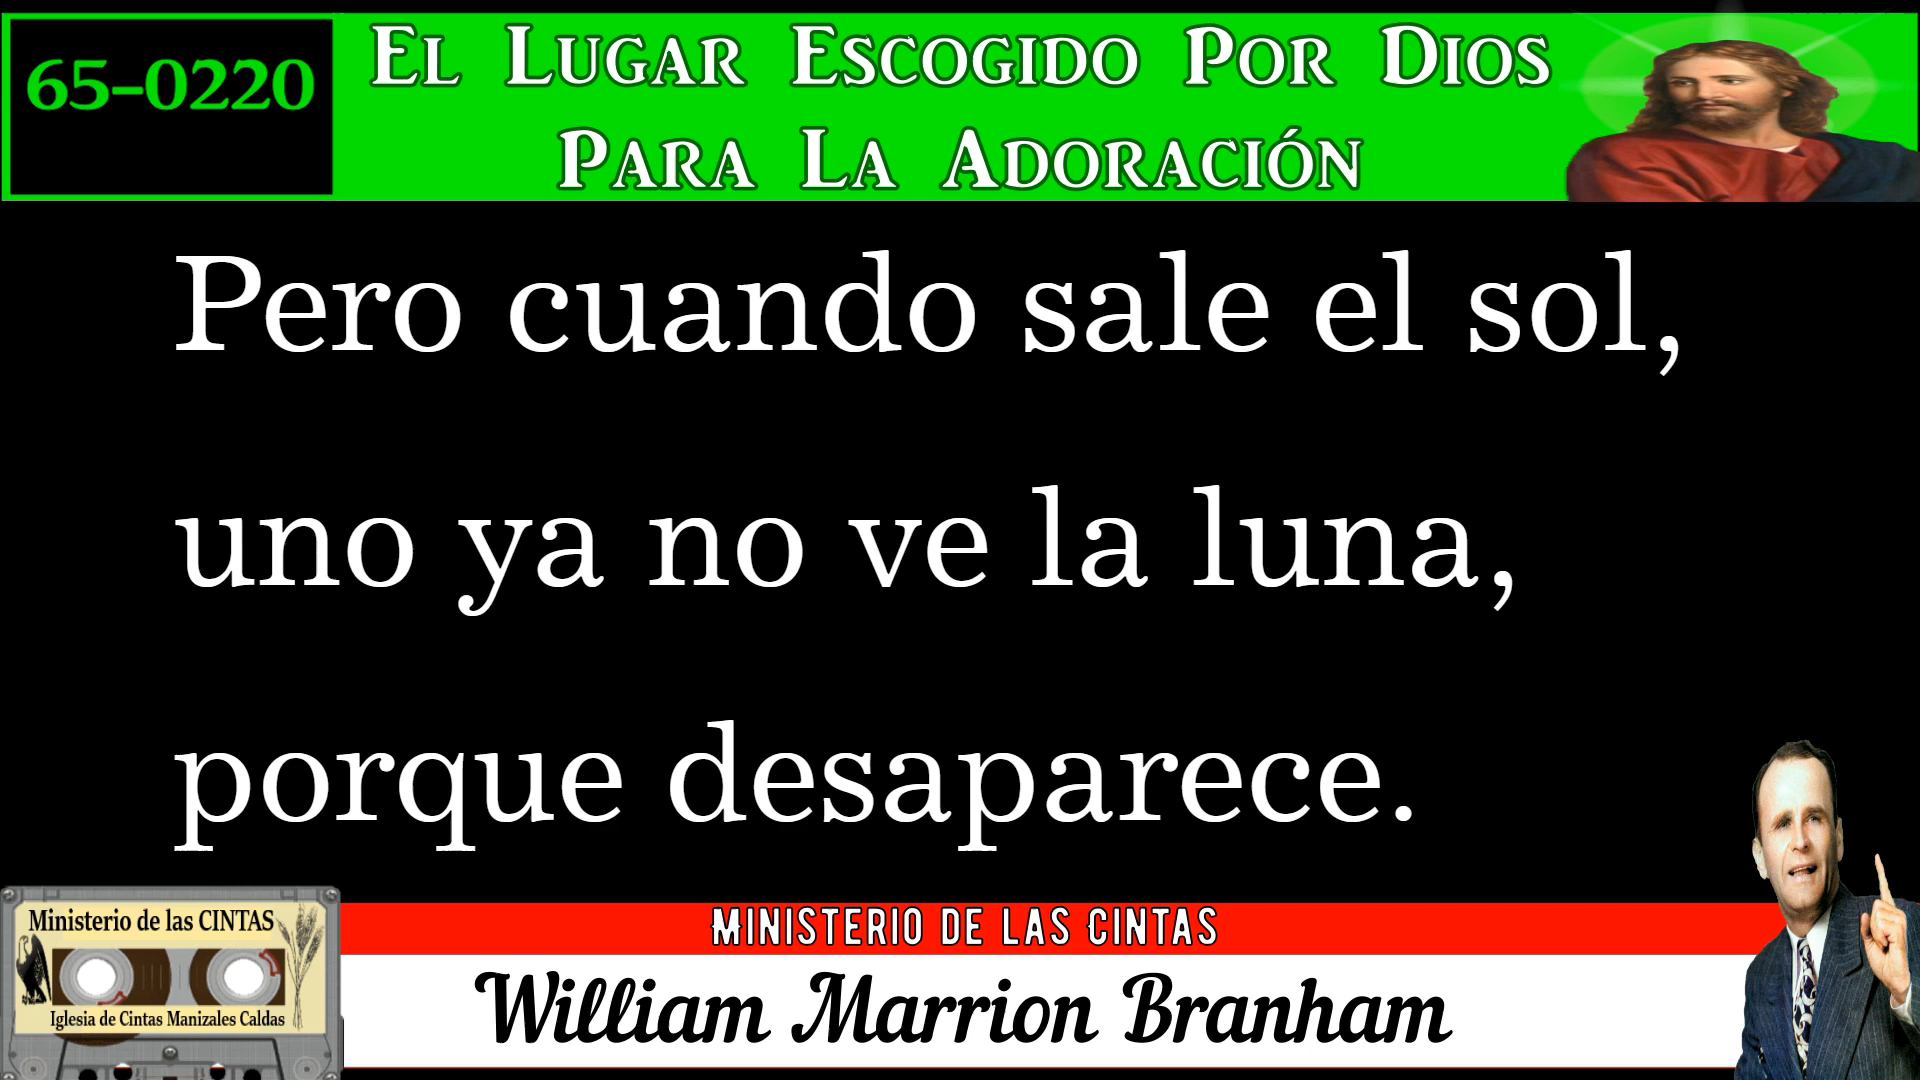 65-0220
El Lugar Escogido Por Dios
Para La Adoración
Pero cuando sale el sol,
uno ya no ve la luna,
porque desaparece.
Ministerio de las CINTAS
Iglesia de Cintas Manizales Caldas
MINISTERIO DE LAS CINTAS
William Marrion Branham